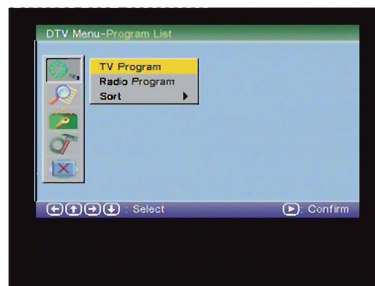 DTV Menu-Program List
TV Program
Radio Program
Sort
: Select
: Confirm